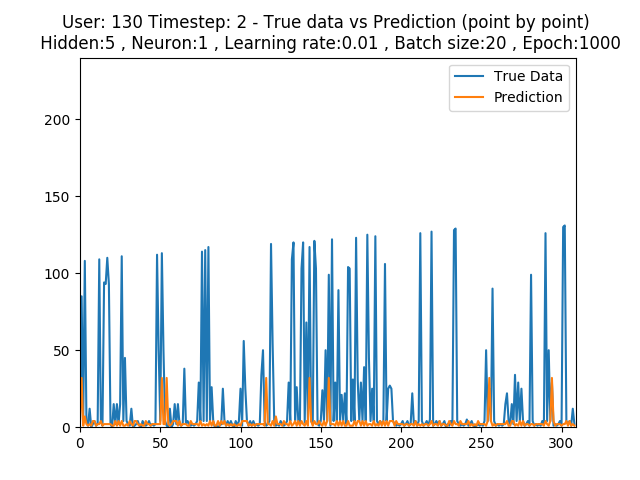 User: 130 Timestep: 2 - True data vs Prediction (point by point)
Hidden:5 , Neuron:1 , Learning rate:0.01 , Batch size:20 , Epoch:1000
True Data
Prediction
200
150
100
50
0
0 50 100 150 200 250 300